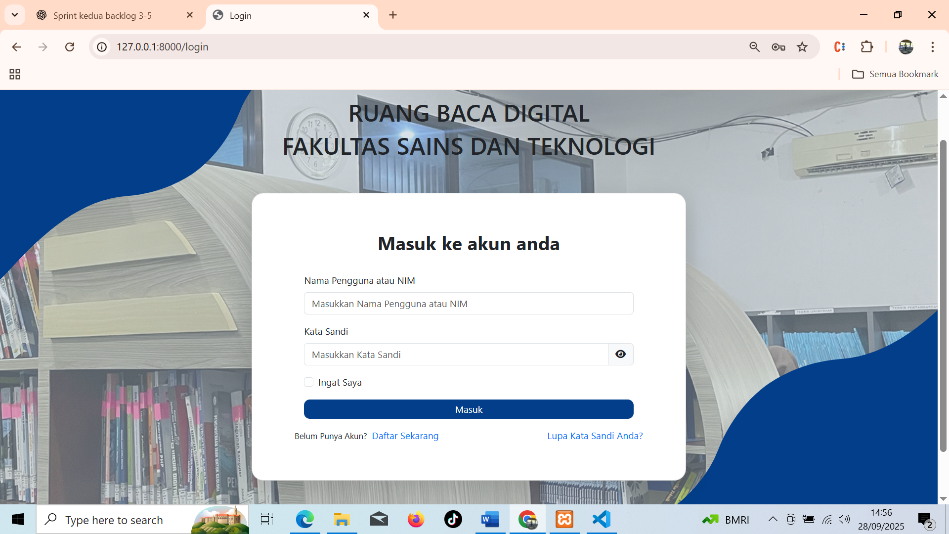 Sprint kedua backlog 3-5
Login
127.0.0.1:8000/login
Semua Bookmark
RUANG BACA DIGITAL
FAKULTAS SAINS DAN TEKNOLOGI
Masuk ke akun anda
Nama Pengguna atau NIM
Masukkan Nama Pengguna atau NIM
Kata Sandi
Masukkan Kata Sandi
Ingat Saya
Masuk
Belum Punya Akun? Daftar Sekarang
Lupa Kata Sandi Anda?
Type here to search
BMRI
14:56
28/09/2025
2